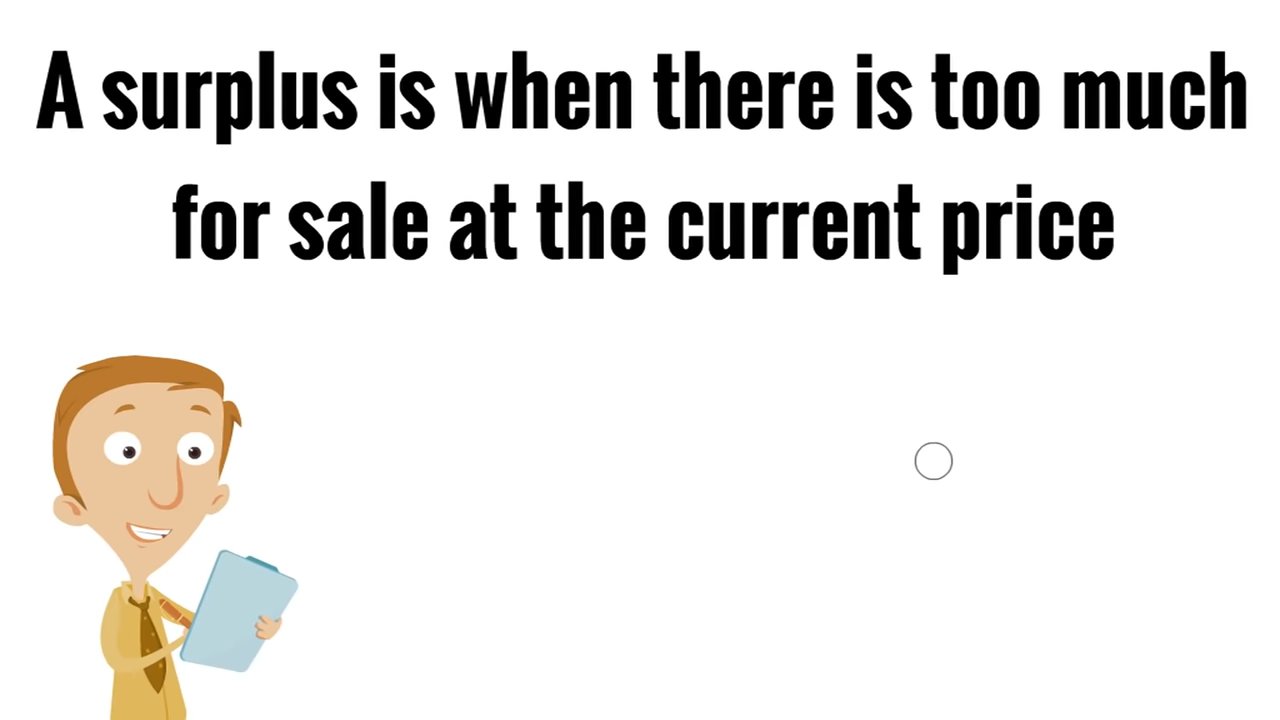 A surplus is when there is too much
for sale at the current price